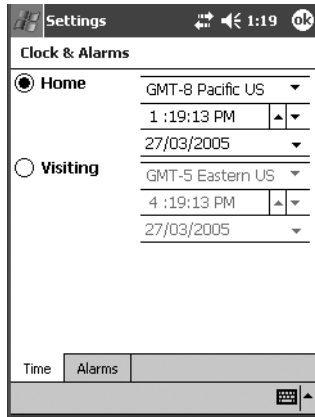 Settings 1:19 ok
Clock & Alarms
Home GMT-8 Pacific US
1 :19:13 PM
27/03/2005
Visiting GMT-5 Eastern US
4 :19:13 PM
27/03/2005
Time Alarms